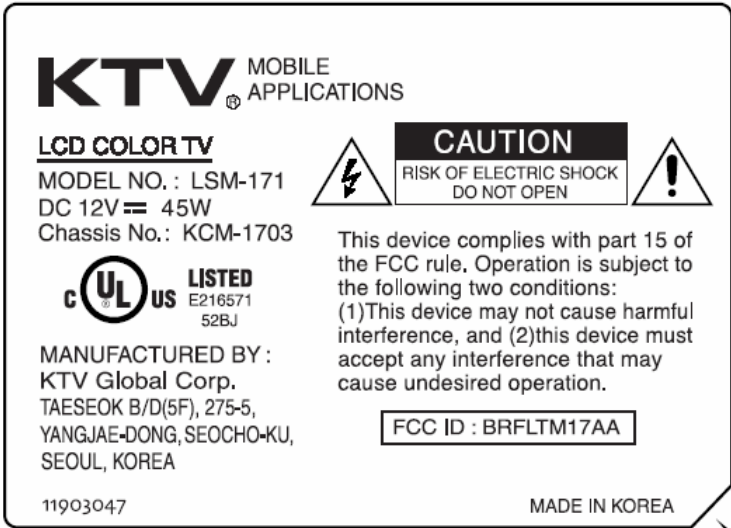 KTV® MOBILE
APPLICATIONS
LCD COLOR TV
MODEL NO. : LSM-171
DC 12V ⎓ 45W
Chassis No. : KCM-1703
C UL® US LISTED
E216571
52BJ
MANUFACTURED BY :
KTV Global Corp.
TAESEOK B/D(5F), 275-5,
YANGJAE-DONG, SEOCHO-KU,
SEOUL, KOREA
11903047
CAUTION
RISK OF ELECTRIC SHOCK
DO NOT OPEN
This device complies with part 15 of
the FCC rule. Operation is subject to
the following two conditions:
(1)This device may not cause harmful
interference, and (2)this device must
accept any interference that may
cause undesired operation.
FCC ID : BRFLTM17AA
MADE IN KOREA